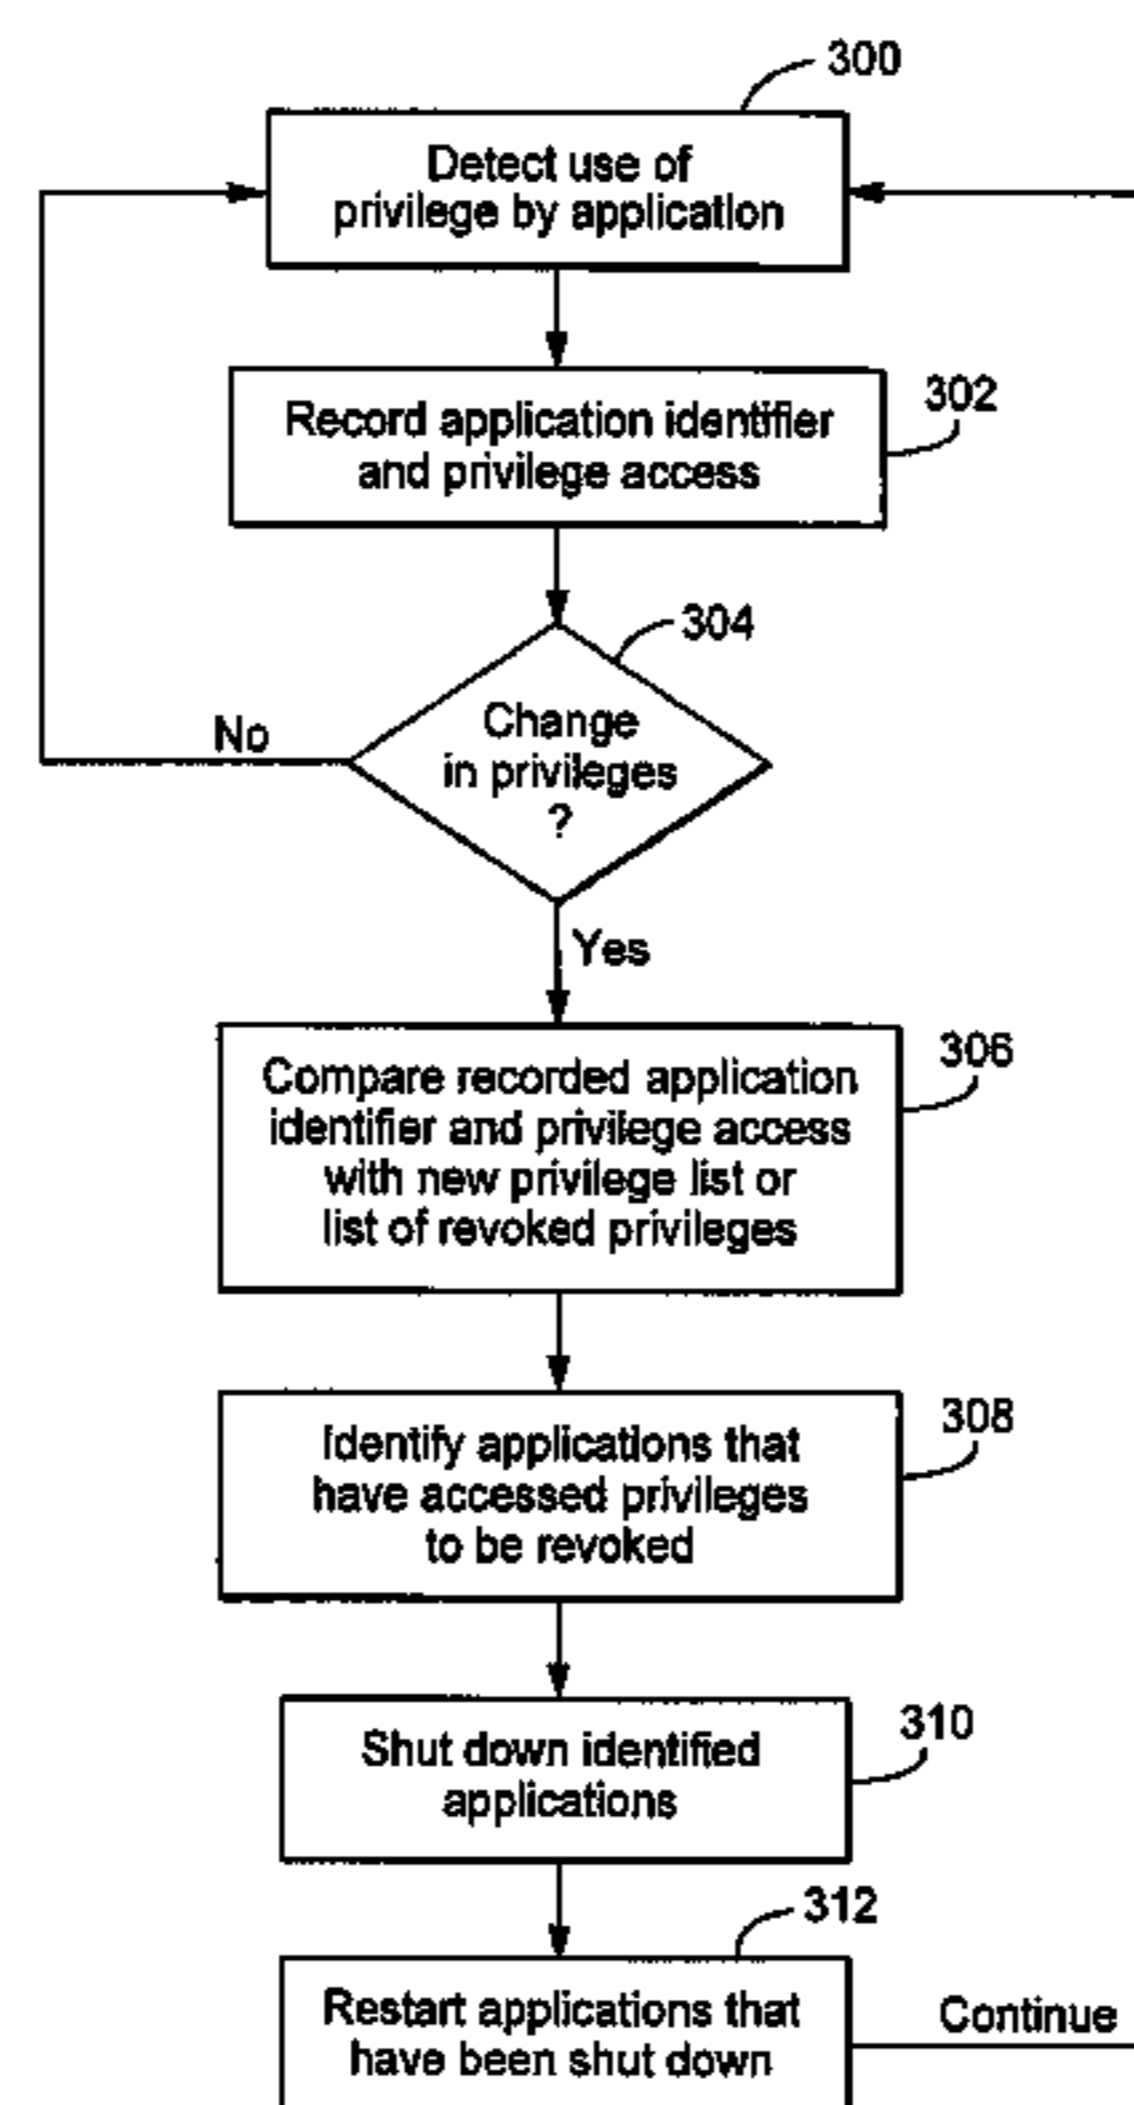 300
Detect use of
privilege by application
302
Record application identifier
and privilege access
304
Change
in privileges
?
No
Yes
306
Compare recorded application
identifier and privilege access
with new privilege list or
list of revoked privileges
308
Identify applications that
have accessed privileges
to be revoked
310
Shut down identified
applications
312
Restart applications that
have been shut down
Continue